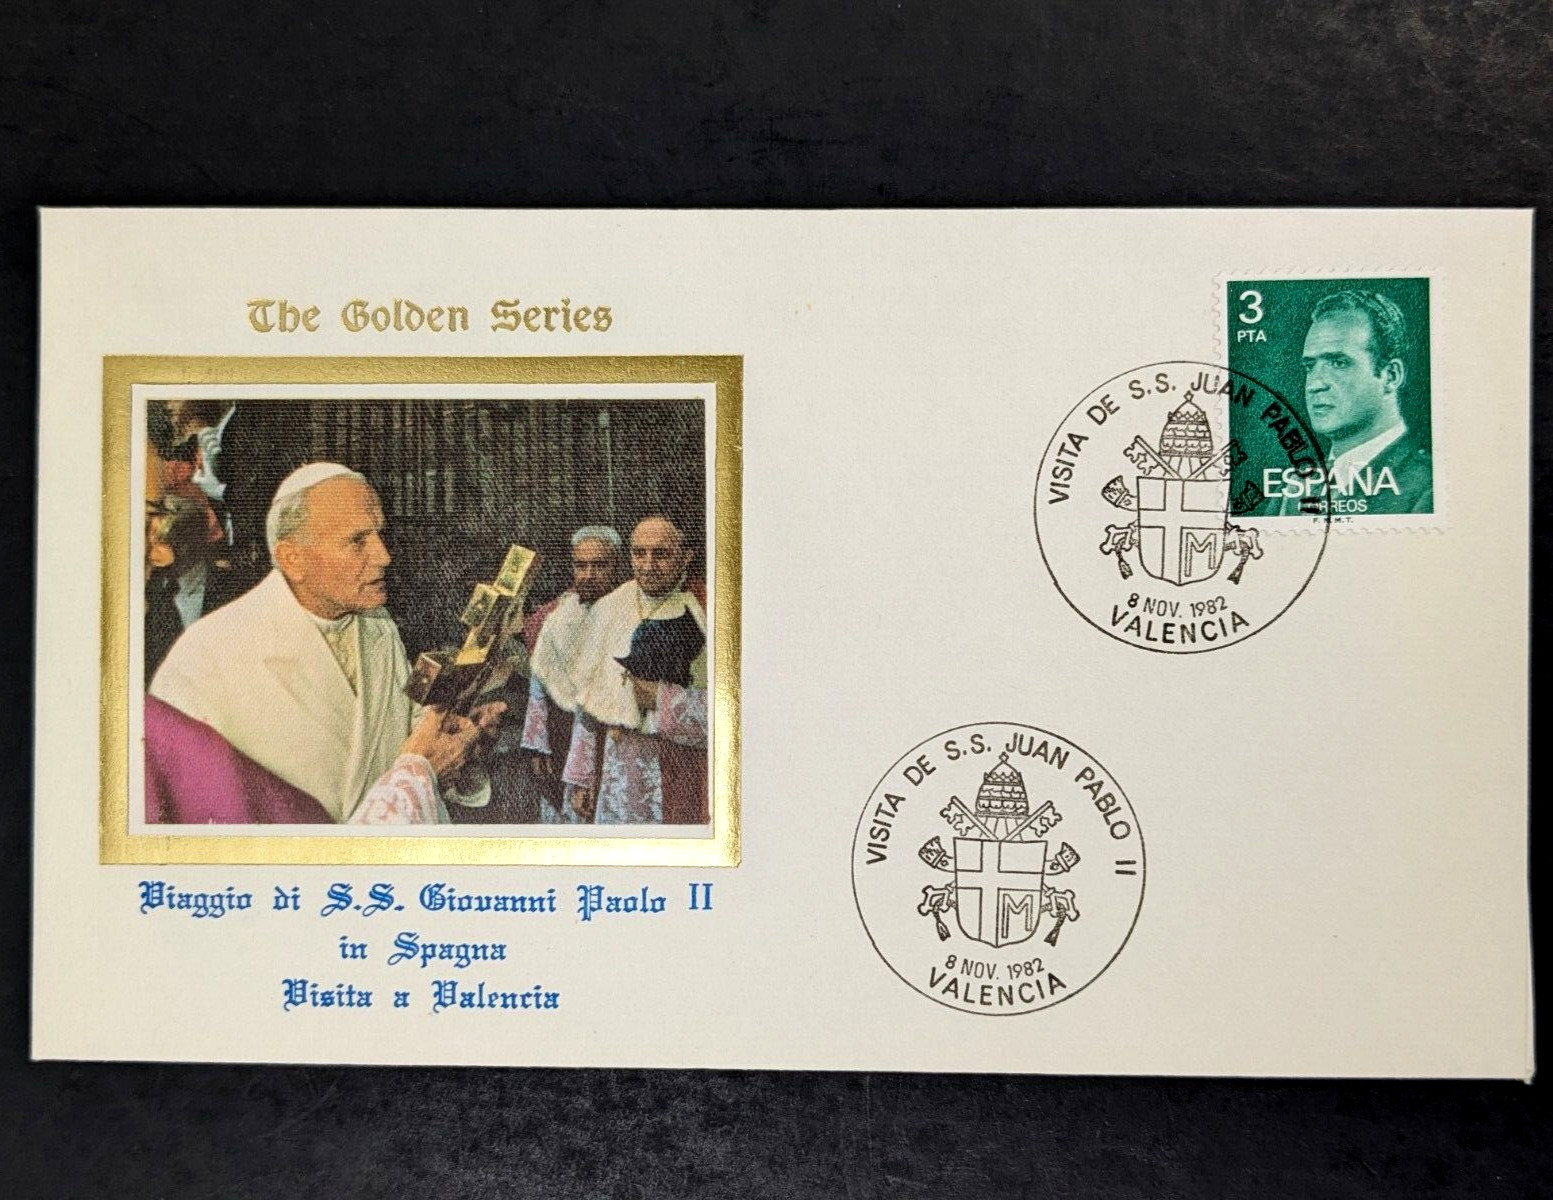 The Golden Series
Viaggio di S.S. Giovanni Paolo II
in Spagna
Visita a Valencia
3
PTA
ESPAÑA
CORREOS
F.N.M.T.
VISITA DE S.S. JUAN PABLO II
M
8 NOV. 1982
VALENCIA
VISITA DE S.S. JUAN PABLO II
M
8 NOV. 1982
VALENCIA